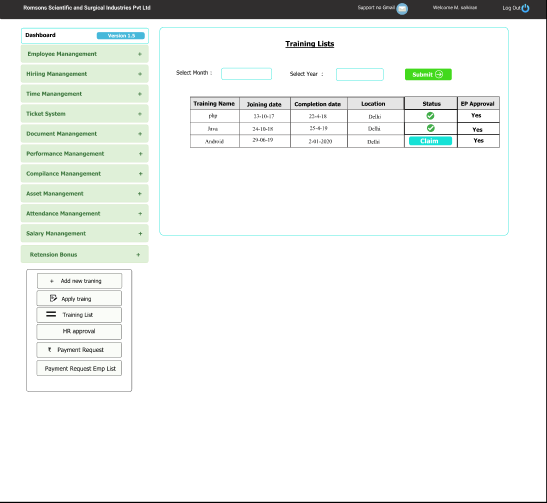 Romsons Scientific and Surgical Industries Pvt Ltd
Support no Gmail
Welcome M. salman
Log Out
Dashboard
Version 1.0
Employee Manangement +
Hiriing Manangement +
Time Manangement +
Ticket System +
Document Manangement +
Performance Manangement +
Compilance Manangement +
Asset Manangement +
Attendance Manangement +
Salary Manangement +
Retension Bonus +
+ Add new traning
Apply traing
Training List
HR approval
₹ Payment Request
Payment Request Emp List
Training Lists
Select Month :
Select Year :
Submit
Training Name Joining date Completion date Location Status EP Approval
php 13-10-17 22-4-18 Delhi Yes
Java 24-10-18 25-4-19 Delhi Yes
Android 29-06-19 2-01-2020 Delhi Claim Yes